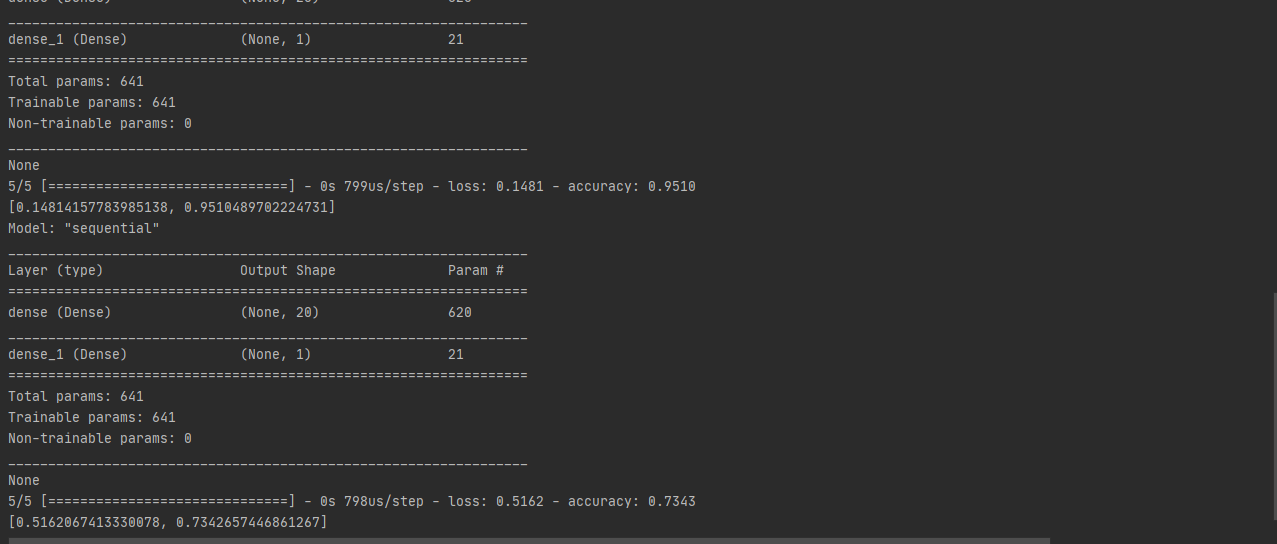 dense (Dense) (None, 20) 620
_________________________________________________________________
dense_1 (Dense) (None, 1) 21
=================================================================
Total params: 641
Trainable params: 641
Non-trainable params: 0
_________________________________________________________________
None
5/5 [==============================] - 0s 799us/step - loss: 0.1481 - accuracy: 0.9510
[0.14814157783985138, 0.9510489702224731]
Model: "sequential"
_________________________________________________________________
Layer (type) Output Shape Param #
=================================================================
dense (Dense) (None, 20) 620
_________________________________________________________________
dense_1 (Dense) (None, 1) 21
=================================================================
Total params: 641
Trainable params: 641
Non-trainable params: 0
_________________________________________________________________
None
5/5 [==============================] - 0s 798us/step - loss: 0.5162 - accuracy: 0.7343
[0.5162067413330078, 0.7342657446861267]